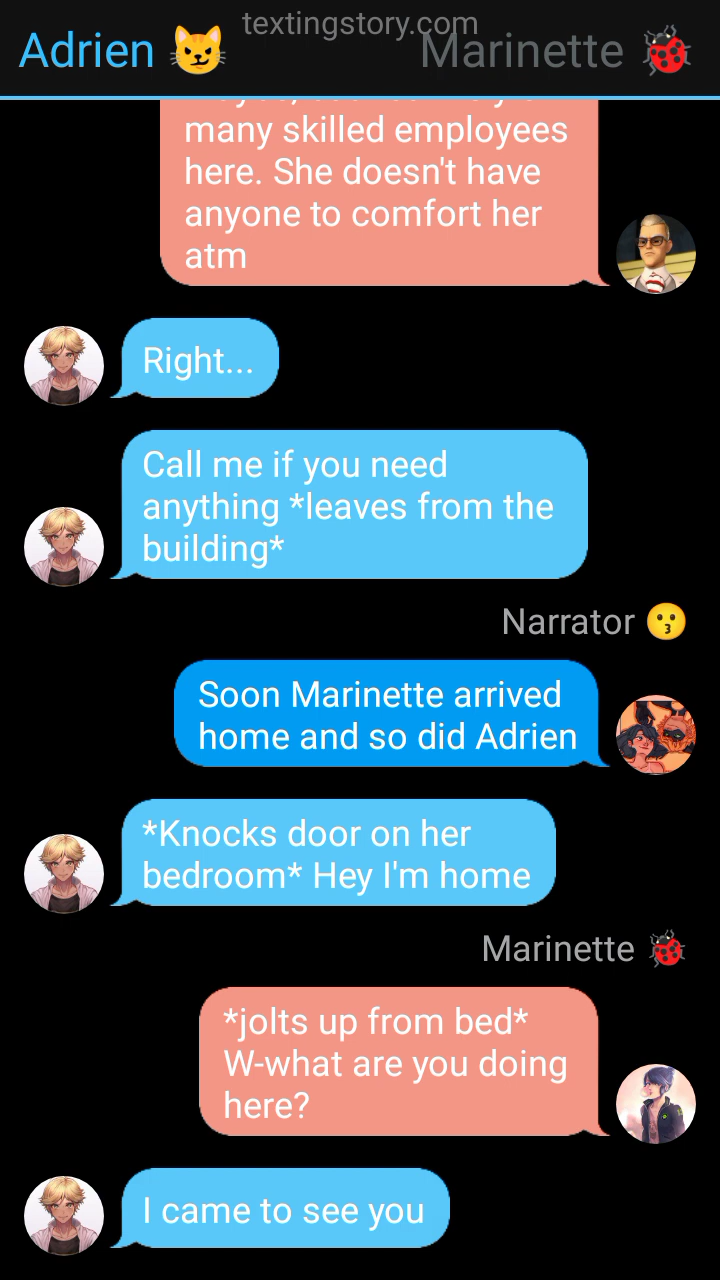 textingstory.com
Adrien 😼 Marinette 🐞
many skilled employees
here. She doesn't have
anyone to comfort her
atm
Right...
Call me if you need
anything *leaves from the
building*
Narrator 😗
Soon Marinette arrived
home and so did Adrien
*Knocks door on her
bedroom* Hey I'm home
Marinette 🐞
*jolts up from bed*
W-what are you doing
here?
I came to see you